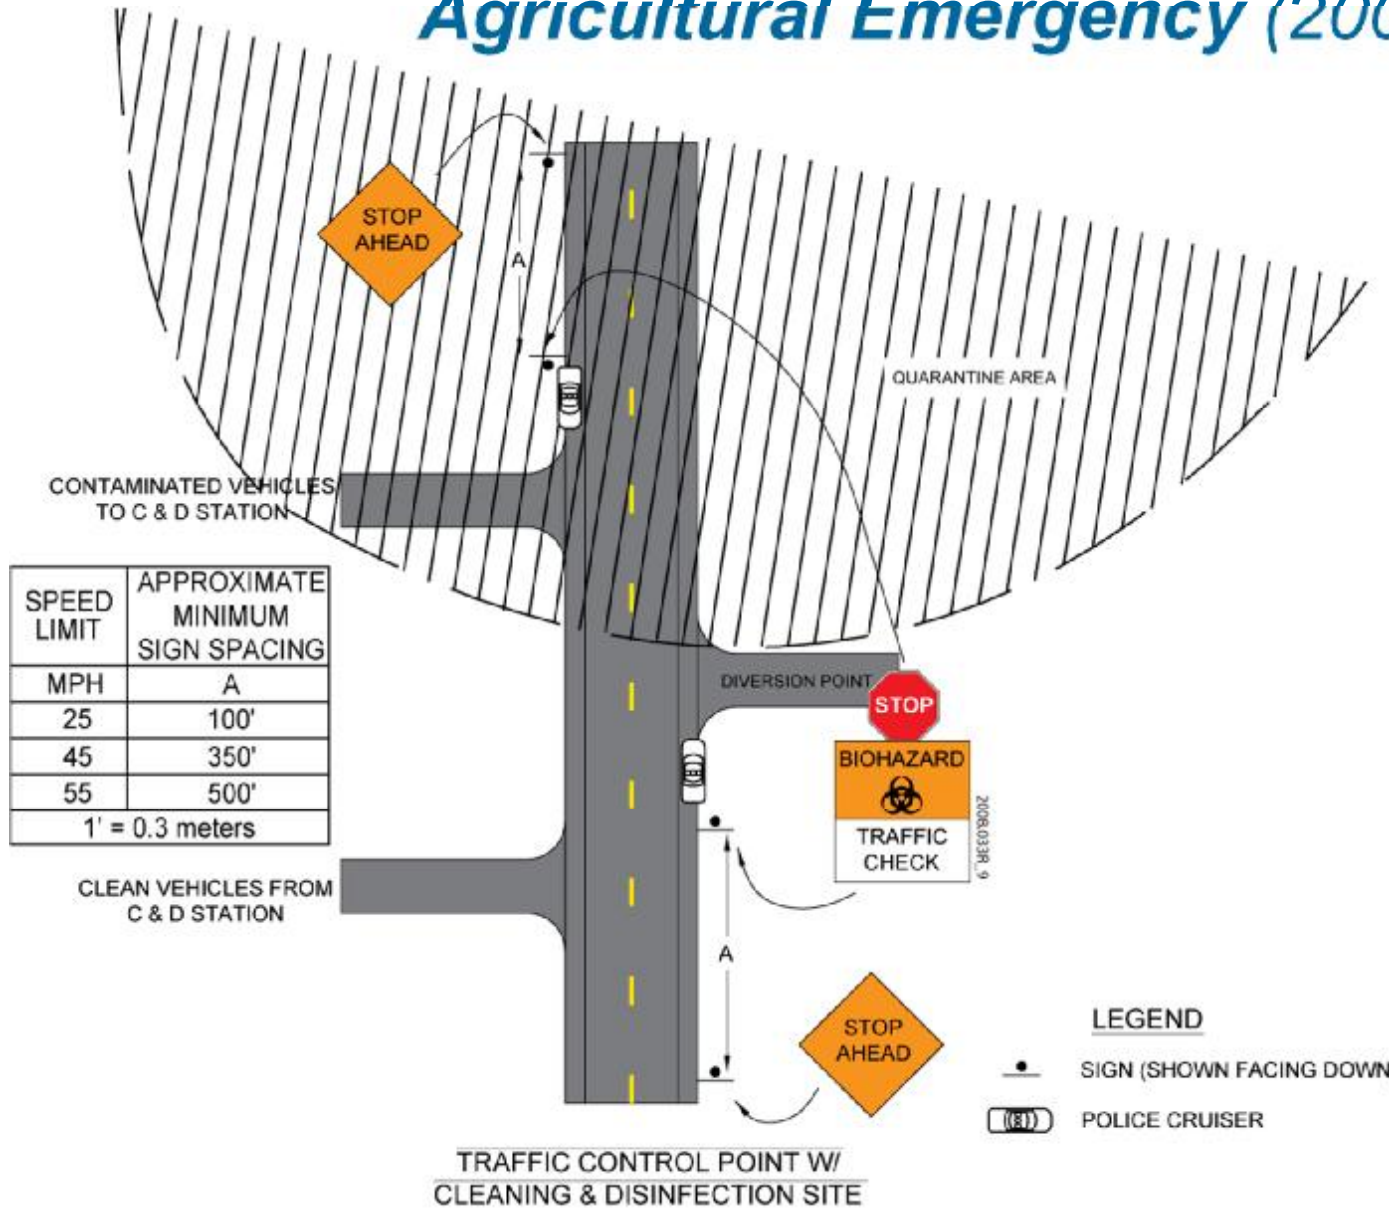 Agricultural Emergency (200
STOP
AHEAD
A
QUARANTINE AREA
CONTAMINATED VEHICLES
TO C & D STATION
SPEED LIMIT APPROXIMATE MINIMUM SIGN SPACING
MPH A
25 100'
45 350'
55 500'
1' = 0.3 meters
DIVERSION POINT
STOP
BIOHAZARD
TRAFFIC
CHECK
2006.033R_9
CLEAN VEHICLES FROM
C & D STATION
A
STOP
AHEAD
LEGEND
SIGN (SHOWN FACING DOWN
POLICE CRUISER
TRAFFIC CONTROL POINT W/
CLEANING & DISINFECTION SITE